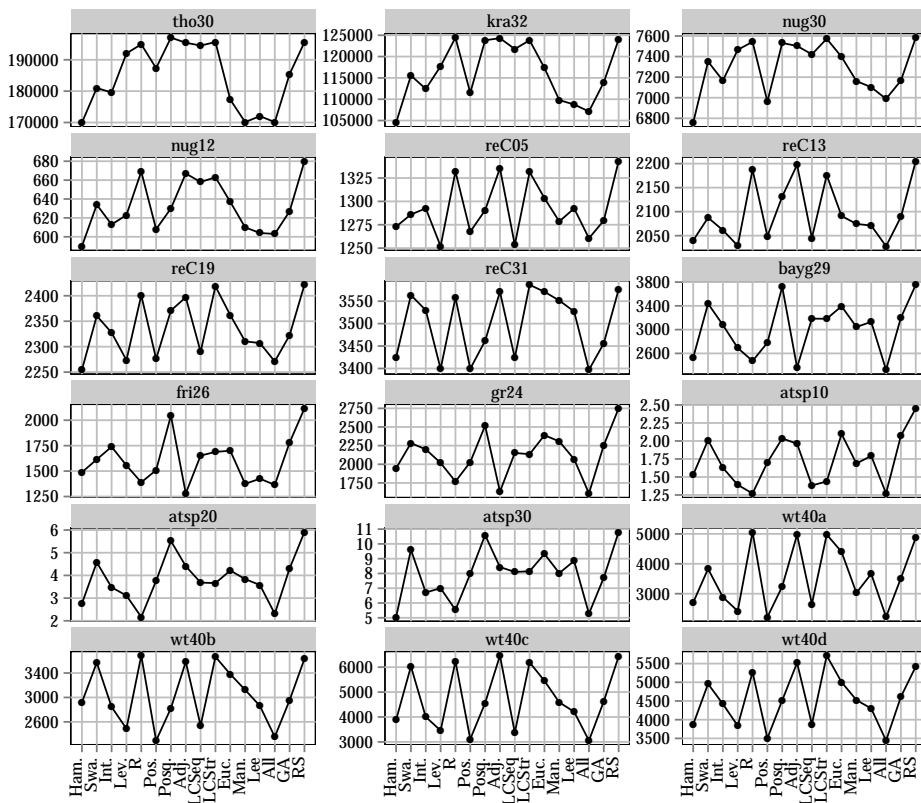 tho30 kra32 nug30
190000 180000 170000
125000 120000 115000 110000 105000
7600 7400 7200 7000 6800
nug12 reC05 reC13
680 660 640 620 600
1325 1300 1275 1250
2200 2150 2100 2050
reC19 reC31 bayg29
2400 2350 2300 2250
3550 3500 3450 3400
3800 3400 3000 2600
fri26 gr24 atsp10
2000 1750 1500 1250
2750 2500 2250 2000 1750
2.50 2.25 2.00 1.75 1.50 1.25
atsp20 atsp30 wt40a
6 5 4 3 2
11 10 9 8 7 6 5
5000 4000 3000
wt40b wt40c wt40d
3400 3000 2600
6000 5000 4000 3000
5500 5000 4500 4000 3500
Ham. Swa. Int. Lev. R Pos. Posq. Adj. LCSeq LCStr Euc. Man. Lee All GA RS
Ham. Swa. Int. Lev. R Pos. Posq. Adj. LCSeq LCStr Euc. Man. Lee All GA RS
Ham. Swa. Int. Lev. R Pos. Posq. Adj. LCSeq LCStr Euc. Man. Lee All GA RS